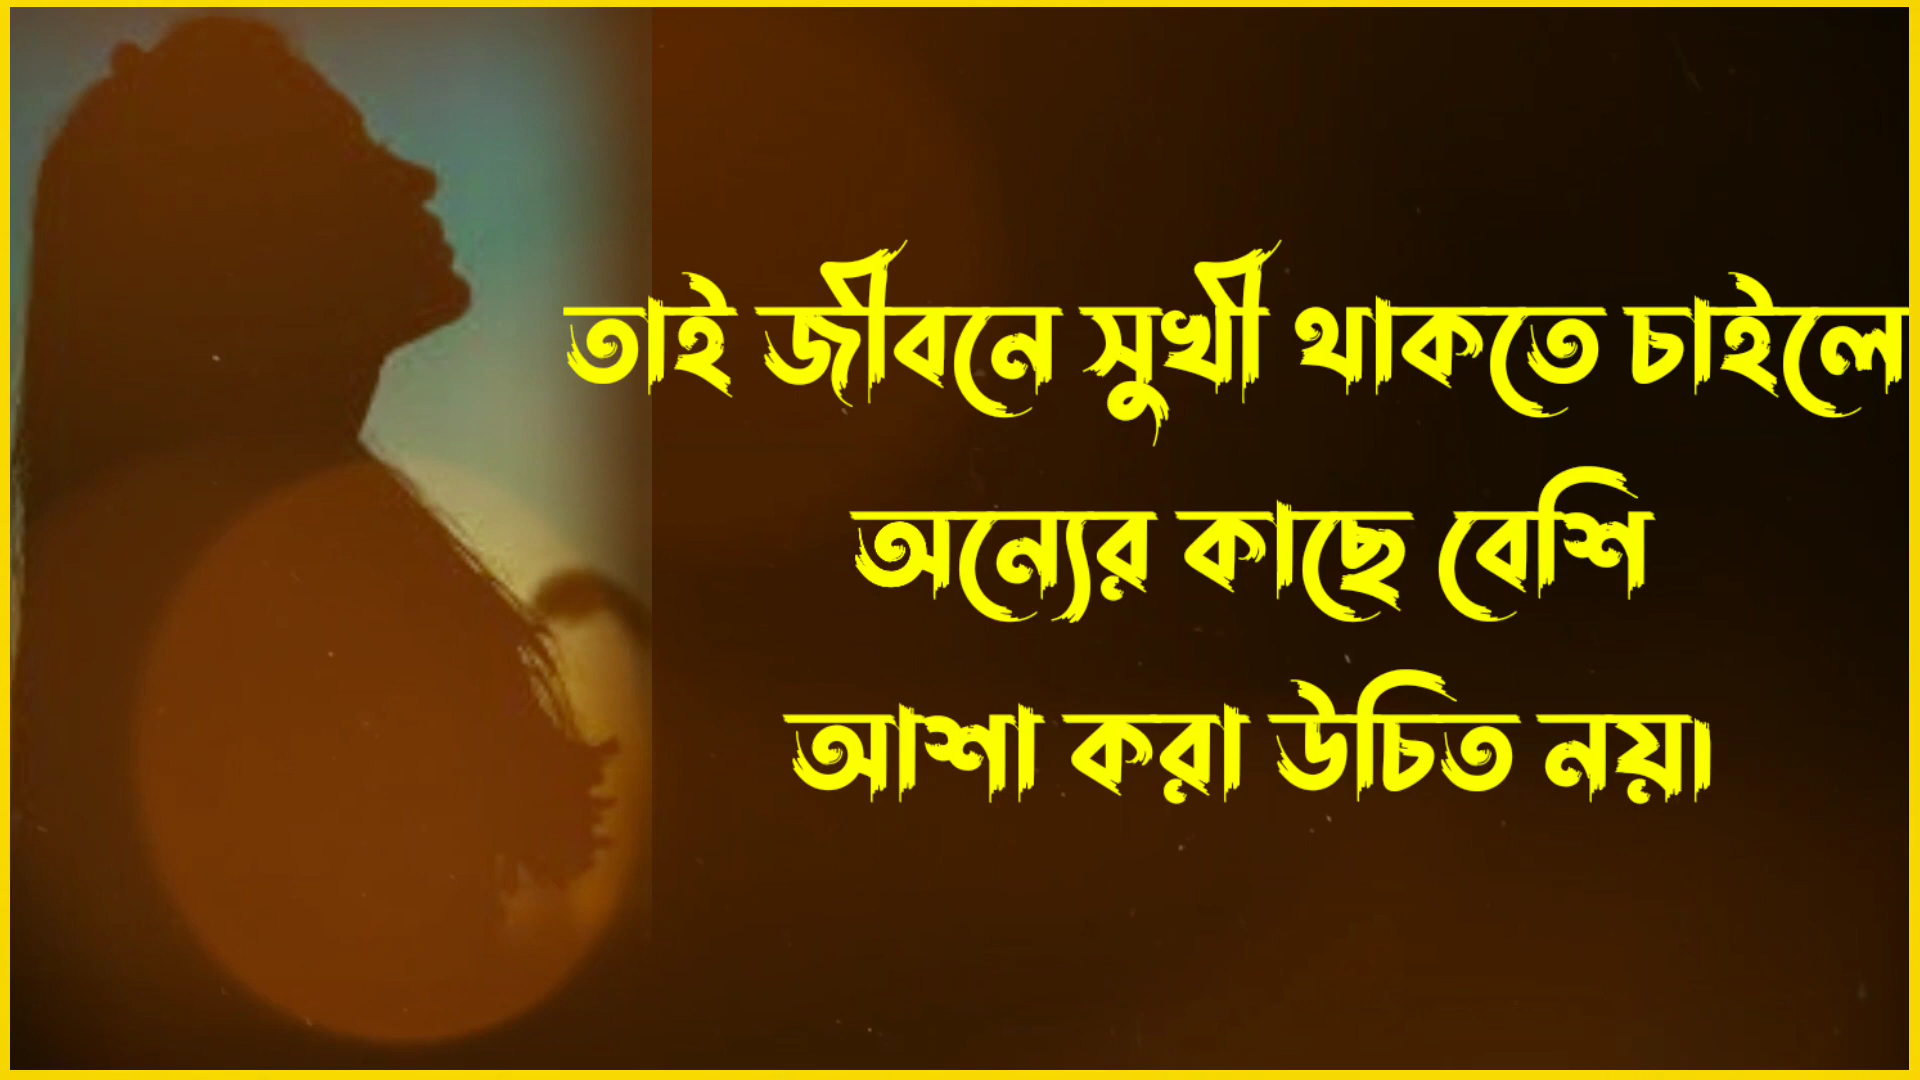 তাই জীবনে সুখী থাকতে চাইলে
অন্যের কাছে বেশি
আশা করা উচিত নয়।